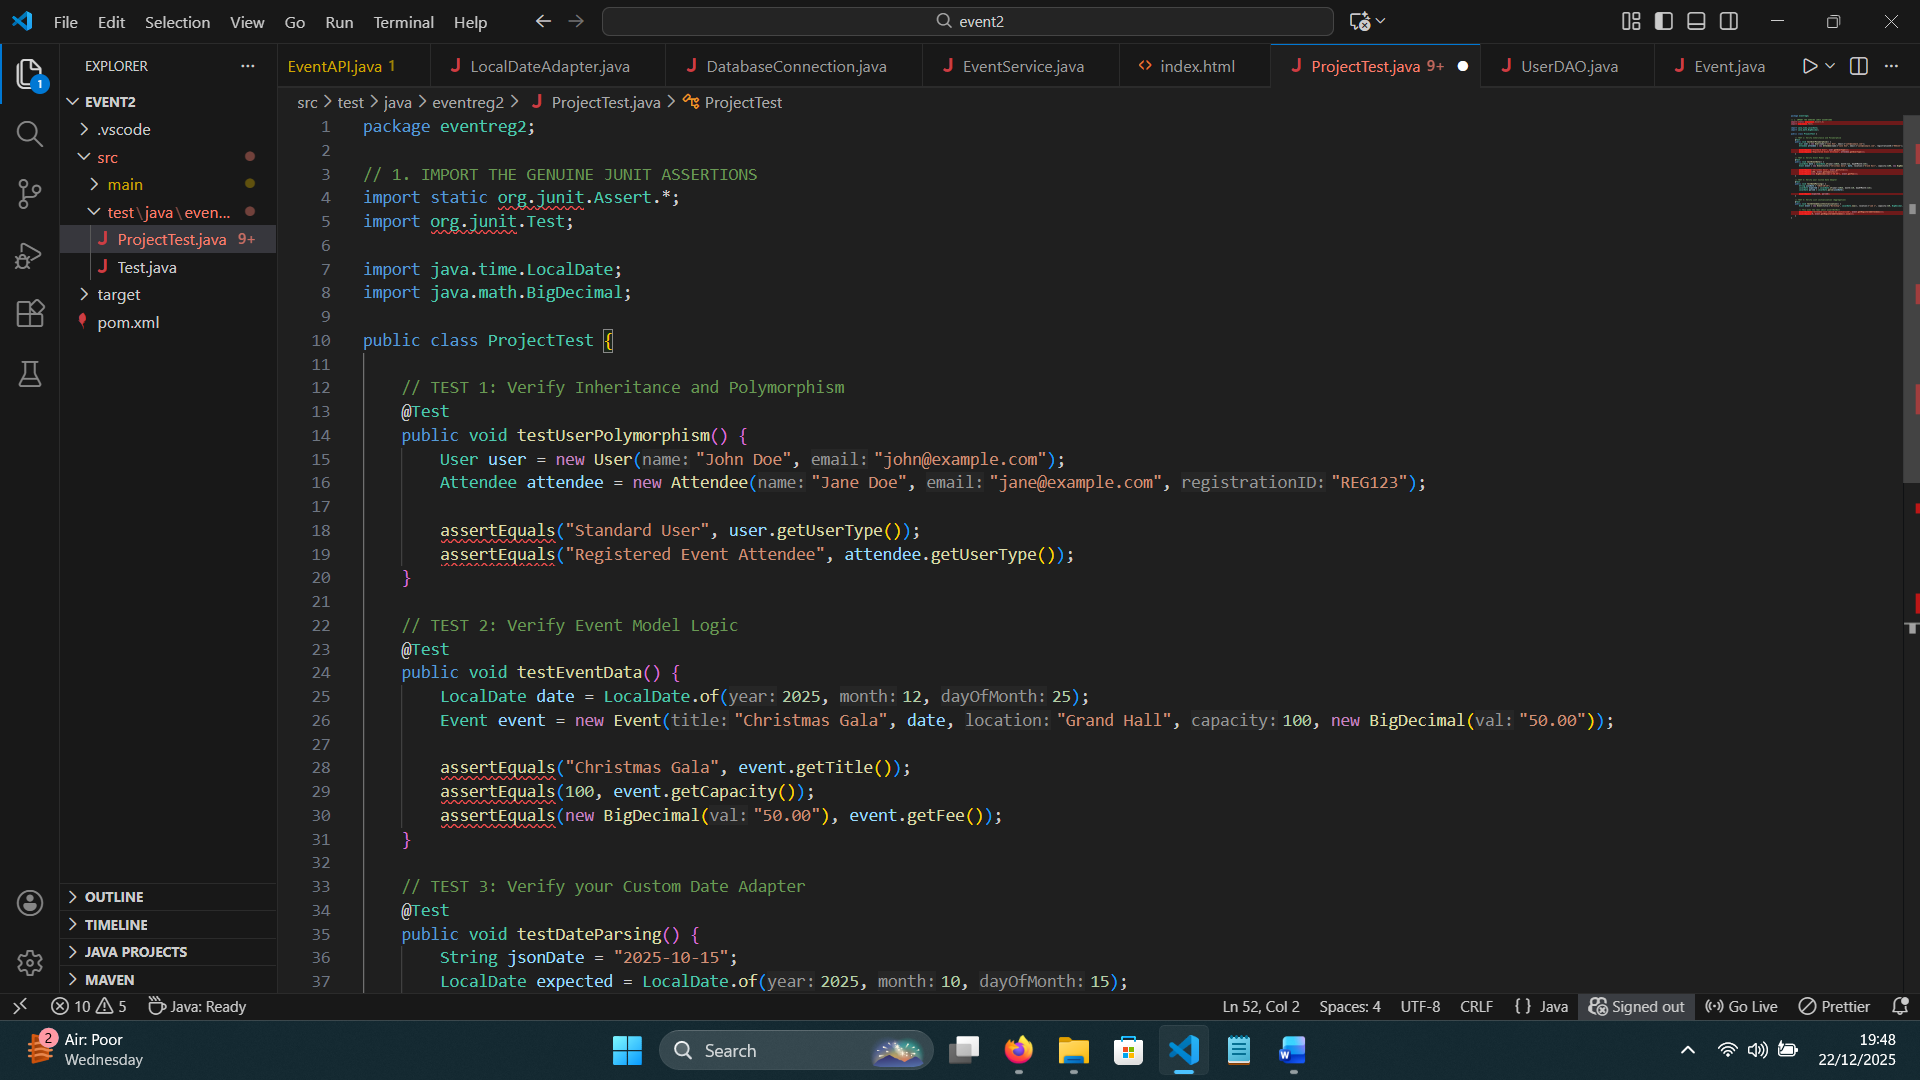 File Edit Selection View Go Run Terminal Help
event2
EXPLORER
EventAPI.java 1
LocalDateAdapter.java
DatabaseConnection.java
EventService.java
index.html
ProjectTest.java 9+
UserDAO.java
Event.java
EVENT2
.vscode
src
main
test\java\even...
ProjectTest.java 9+
Test.java
target
pom.xml
OUTLINE
TIMELINE
JAVA PROJECTS
MAVEN
1
src > test > java > eventreg2 > ProjectTest.java > ProjectTest
1 package eventreg2;
2
3 // 1. IMPORT THE GENUINE JUNIT ASSERTIONS
4 import static org.junit.Assert.*;
5 import org.junit.Test;
6
7 import java.time.LocalDate;
8 import java.math.BigDecimal;
9
10 public class ProjectTest {
11
12 // TEST 1: Verify Inheritance and Polymorphism
13 @Test
14 public void testUserPolymorphism() {
15 User user = new User(name: "John Doe", email: "john@example.com");
16 Attendee attendee = new Attendee(name: "Jane Doe", email: "jane@example.com", registrationID: "REG123");
17
18 assertEquals("Standard User", user.getUserType());
19 assertEquals("Registered Event Attendee", attendee.getUserType());
20 }
21
22 // TEST 2: Verify Event Model Logic
23 @Test
24 public void testEventData() {
25 LocalDate date = LocalDate.of(year: 2025, month: 12, dayOfMonth: 25);
26 Event event = new Event(title: "Christmas Gala", date, location: "Grand Hall", capacity: 100, new BigDecimal(val: "50.00"));
27
28 assertEquals("Christmas Gala", event.getTitle());
29 assertEquals(100, event.getCapacity());
30 assertEquals(new BigDecimal(val: "50.00"), event.getFee());
31 }
32
33 // TEST 3: Verify your Custom Date Adapter
34 @Test
35 public void testDateParsing() {
36 String jsonDate = "2025-10-15";
37 LocalDate expected = LocalDate.of(year: 2025, month: 10, dayOfMonth: 15);
10 5 Java: Ready
Ln 52, Col 2 Spaces: 4 UTF-8 CRLF {} Java Signed out Go Live Prettier
2
Air: Poor
Wednesday
Search
19:48
22/12/2025